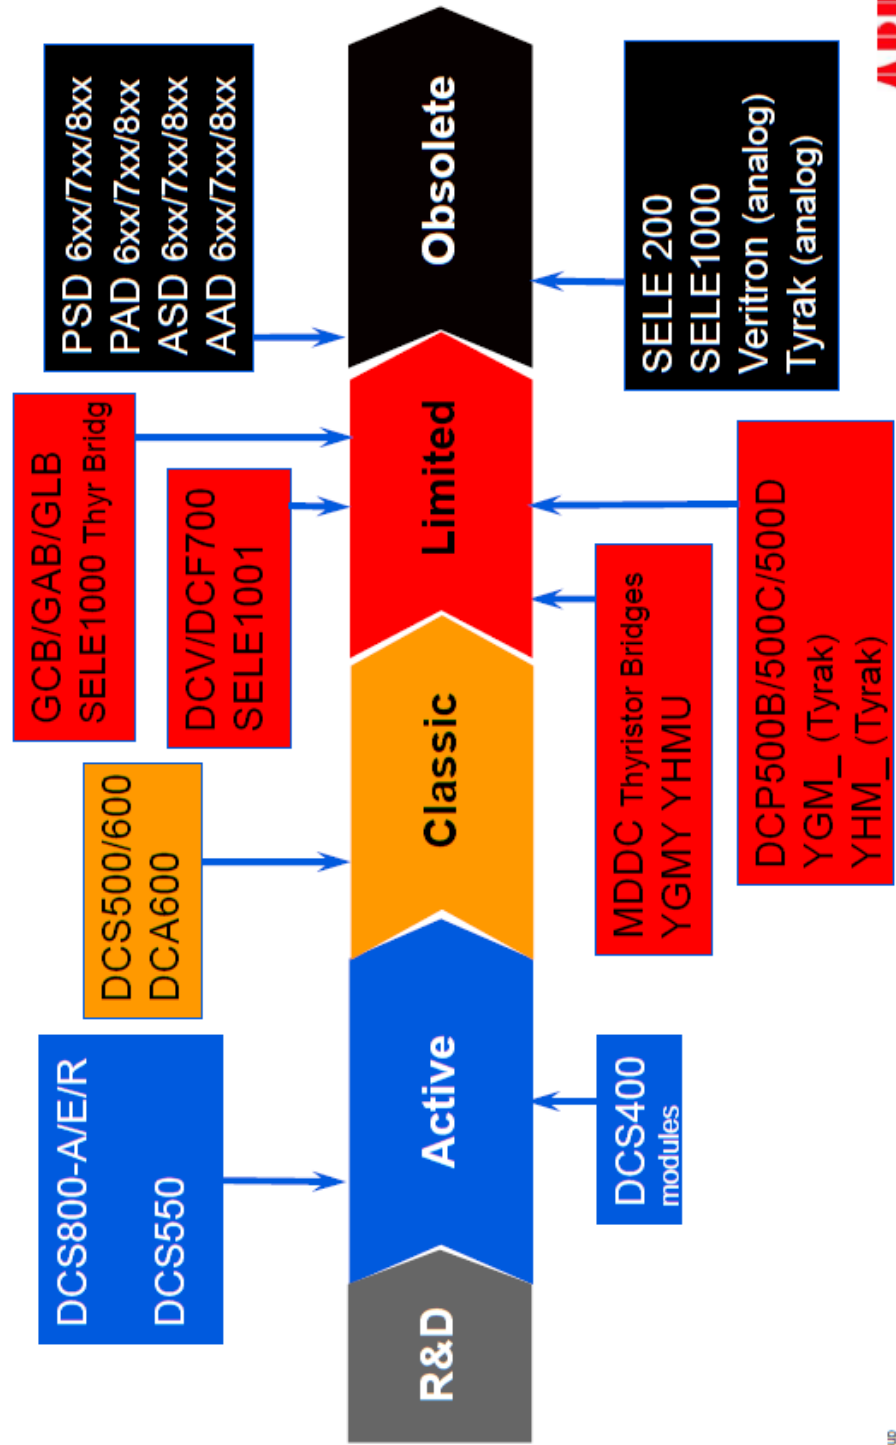 DCS800-A/E/R
DCS550
DCS500/600
DCA600
GCB/GAB/GLB
SELE1000 Thyr Bridg
DCV/DCF700
SELE1001
PSD 6xx/7xx/8xx
PAD 6xx/7xx/8xx
ASD 6xx/7xx/8xx
AAD 6xx/7xx/8xx
R&D
Active
Classic
Limited
Obsolete
DCS400
modules
MDDC Thyristor Bridges
YGMY YHMU
DCP500B/500C/500D
YGM_ (Tyrak)
YHM_ (Tyrak)
SELE 200
SELE1000
Veritron (analog)
Tyrak (analog)